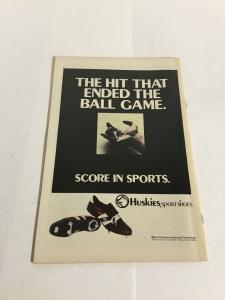 THE HIT THAT
ENDED THE
BALL GAME.
SCORE IN SPORTS.
Huskies sportshoes